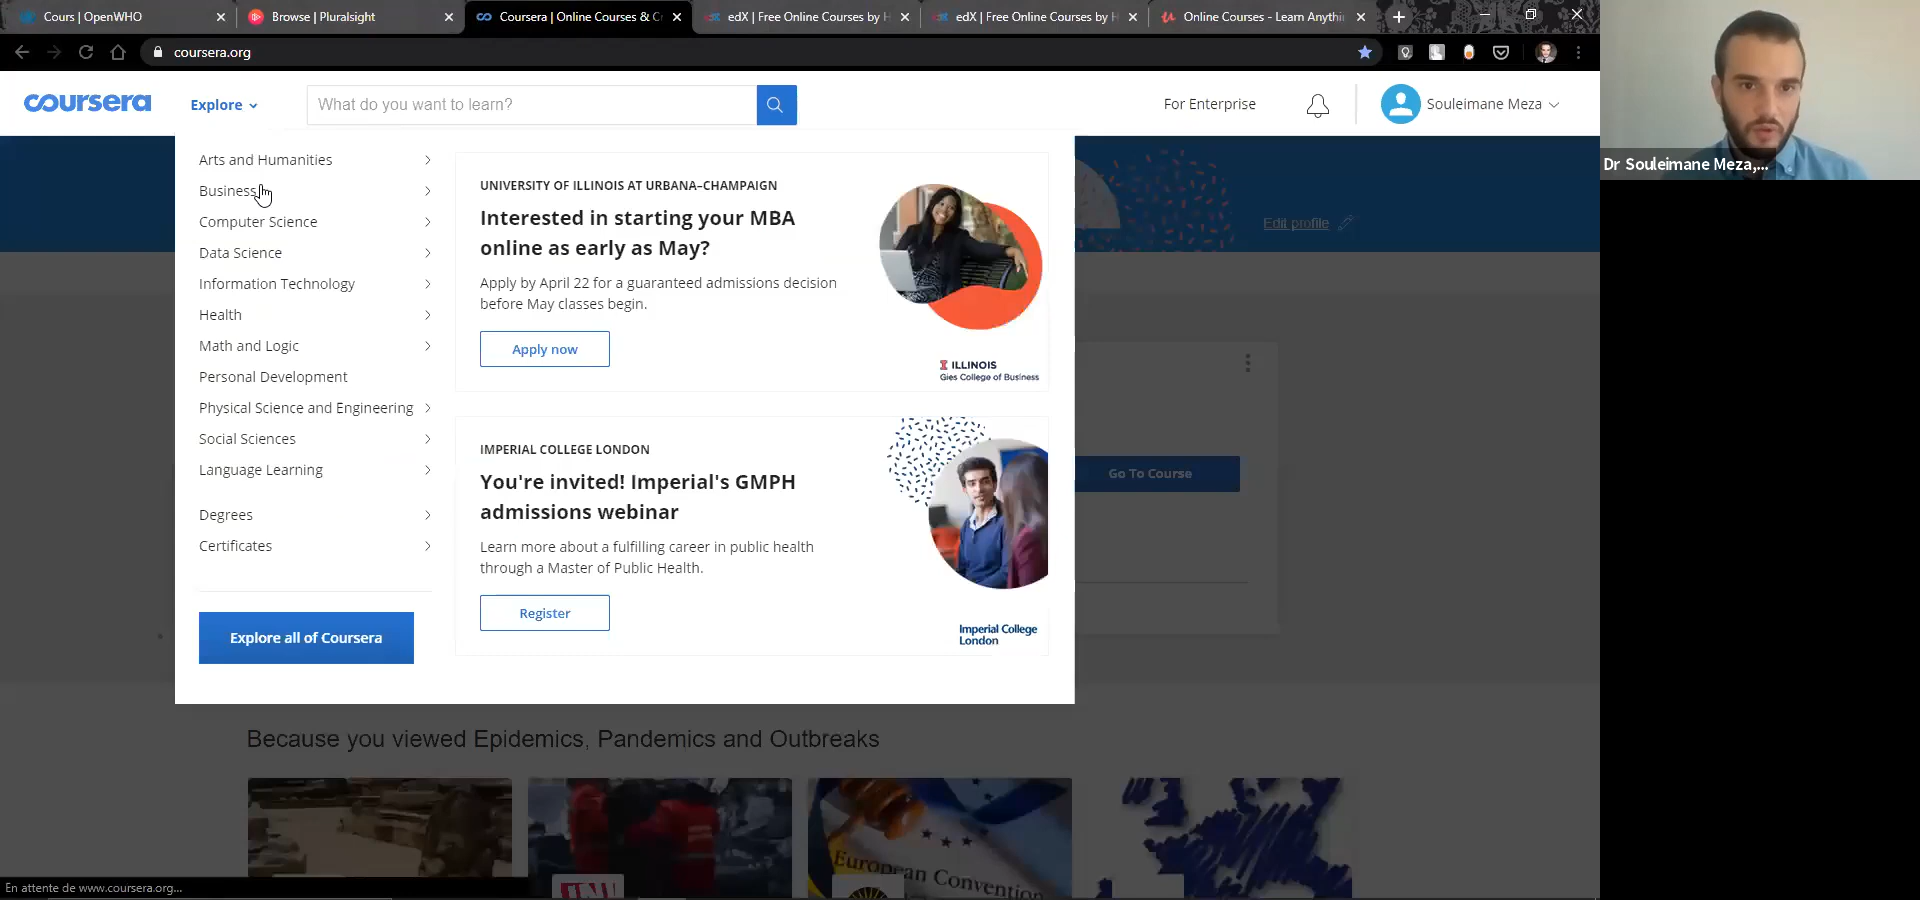 Cours | OpenWHO
Browse | Pluralsight
Coursera | Online Courses & Cr
edX | Free Online Courses by H
edX | Free Online Courses by H
Online Courses - Learn Anythi
coursera.org
coursera
Explore
What do you want to learn?
For Enterprise
Souleimane Meza
Arts and Humanities
Business
Computer Science
Data Science
Information Technology
Health
Math and Logic
Personal Development
Physical Science and Engineering
Social Sciences
Language Learning
Degrees
Certificates
Explore all of Coursera
UNIVERSITY OF ILLINOIS AT URBANA–CHAMPAIGN
Interested in starting your MBA
online as early as May?
Apply by April 22 for a guaranteed admissions decision
before May classes begin.
Apply now
I ILLINOIS
Gies College of Business
IMPERIAL COLLEGE LONDON
You're invited! Imperial's GMPH
admissions webinar
Learn more about a fulfilling career in public health
through a Master of Public Health.
Register
Imperial College
London
Edit profile
Go To Course
Because you viewed Epidemics, Pandemics and Outbreaks
European Convention
En attente de www.coursera.org...
Dr Souleimane Meza,...